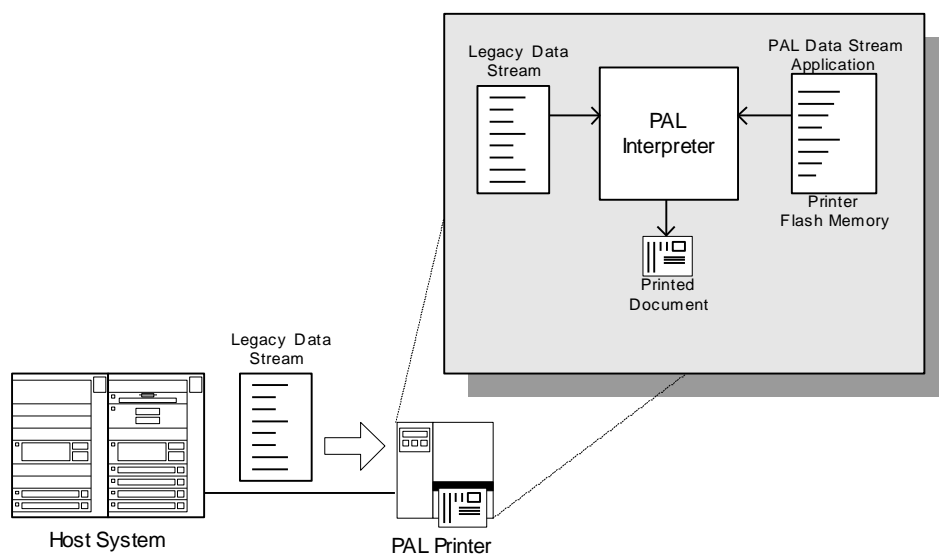 Legacy Data
Stream
PAL Data Stream
Application
PAL
Interpreter
Printer
Flash Memory
Printed
Document
Legacy Data
Stream
Host System
PAL Printer